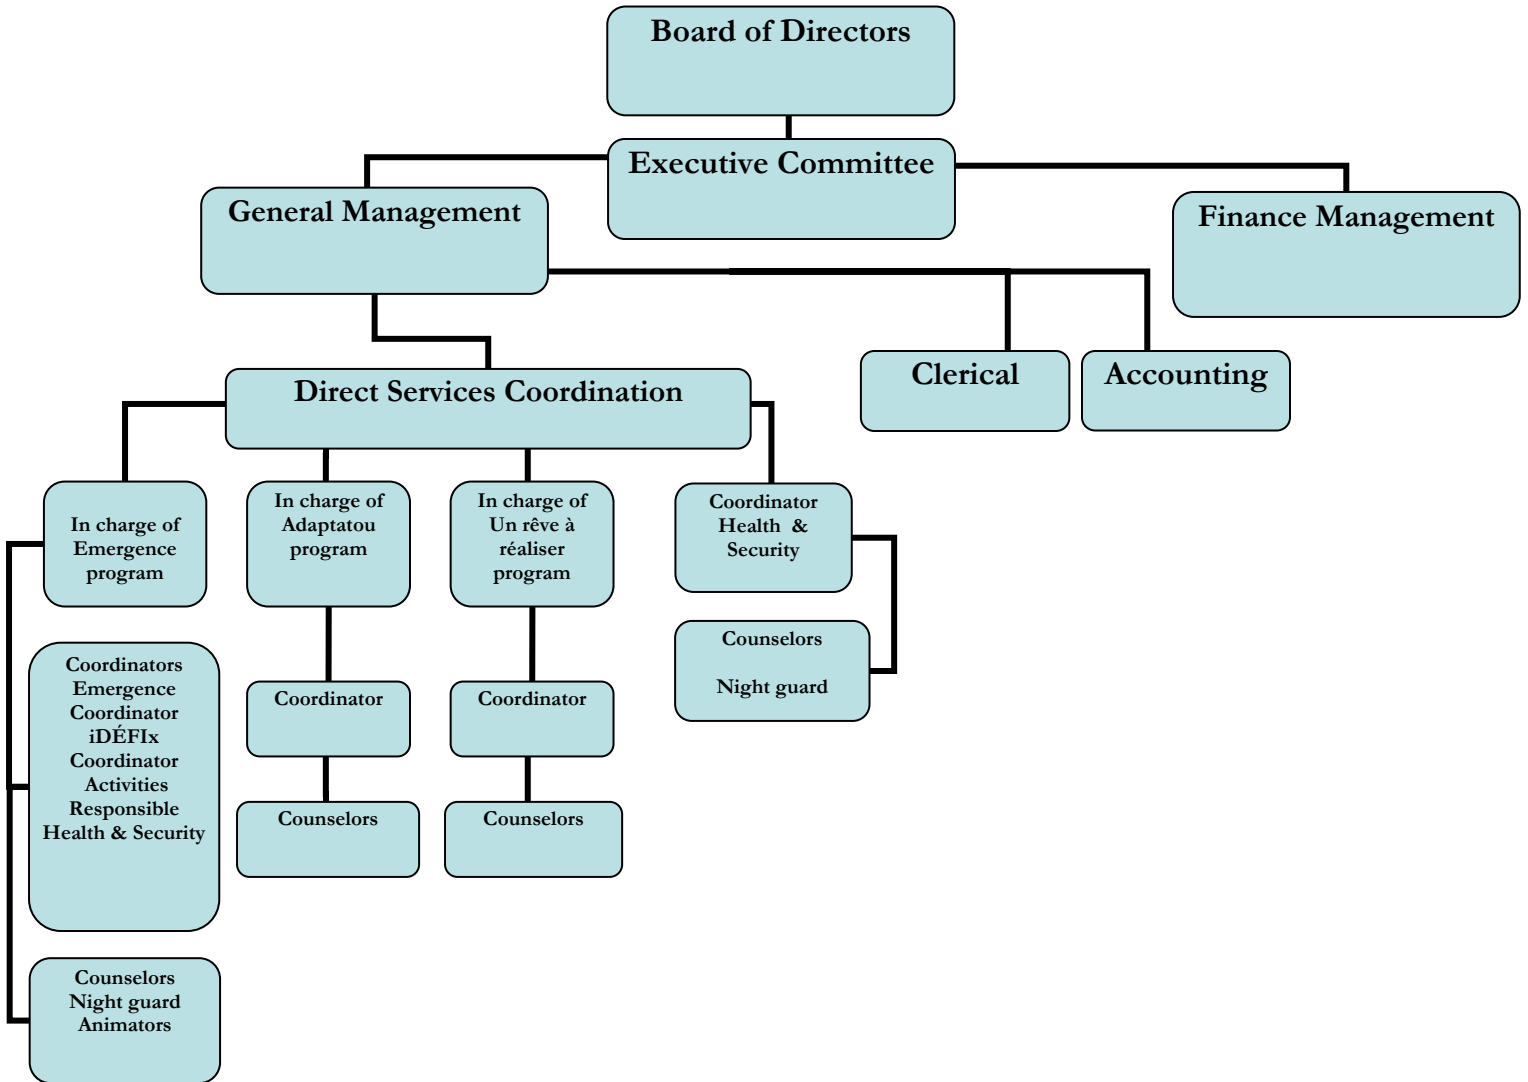 Board of Directors
Executive Committee
General Management
Finance Management
Clerical
Accounting
Direct Services Coordination
In charge of
Emergence
program
In charge of
Adaptatou
program
In charge of
Un rêve à
réaliser
program
Coordinator
Health &
Security
Counselors
Night guard
Coordinators
Emergence
Coordinator
iDÉFIx
Coordinator
Activities
Responsible
Health & Security
Coordinator
Coordinator
Counselors
Counselors
Counselors
Night guard
Animators